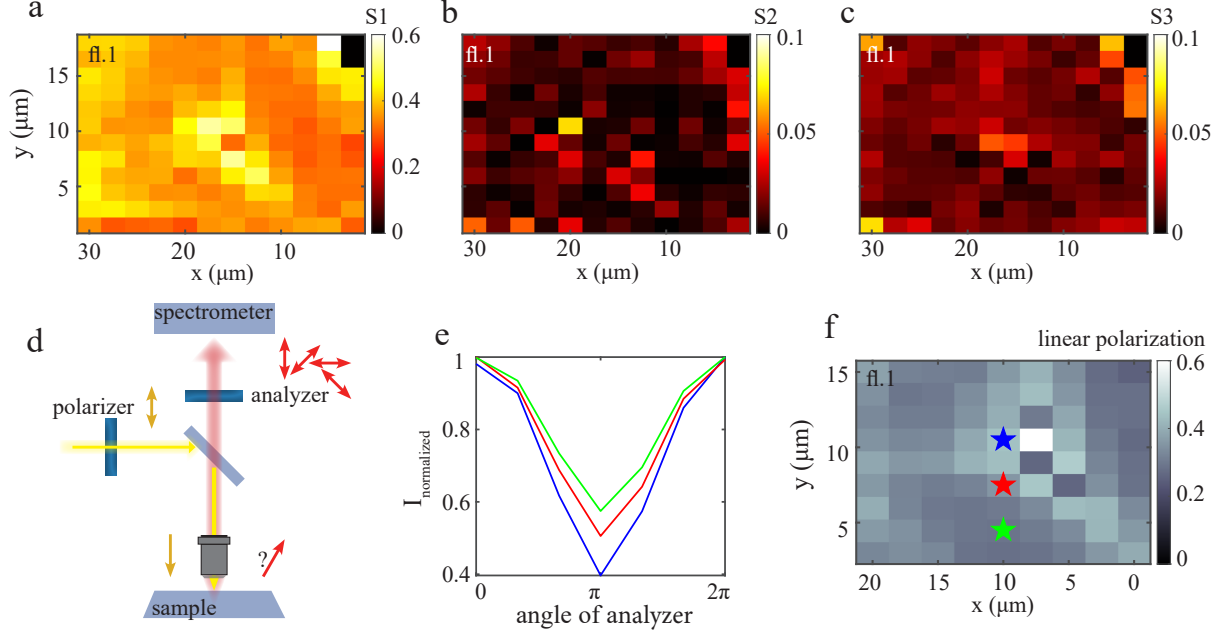 a
S1
fl.1
0.6
0.4
0.2
0
15
10
5
y (μm)
30
20
10
x (μm)
b
S2
fl.1
0.1
0.05
0
30
20
10
x (μm)
c
S3
fl.1
0.1
0.05
0
30
20
10
x (μm)
d
spectrometer
analyzer
polarizer
?
sample
e
1
0.8
0.6
0.4
I normalized
0
π
2π
angle of analyzer
f
linear polarization
fl.1
0.6
0.4
0.2
0
15
10
5
y (μm)
20
15
10
5
0
x (μm)